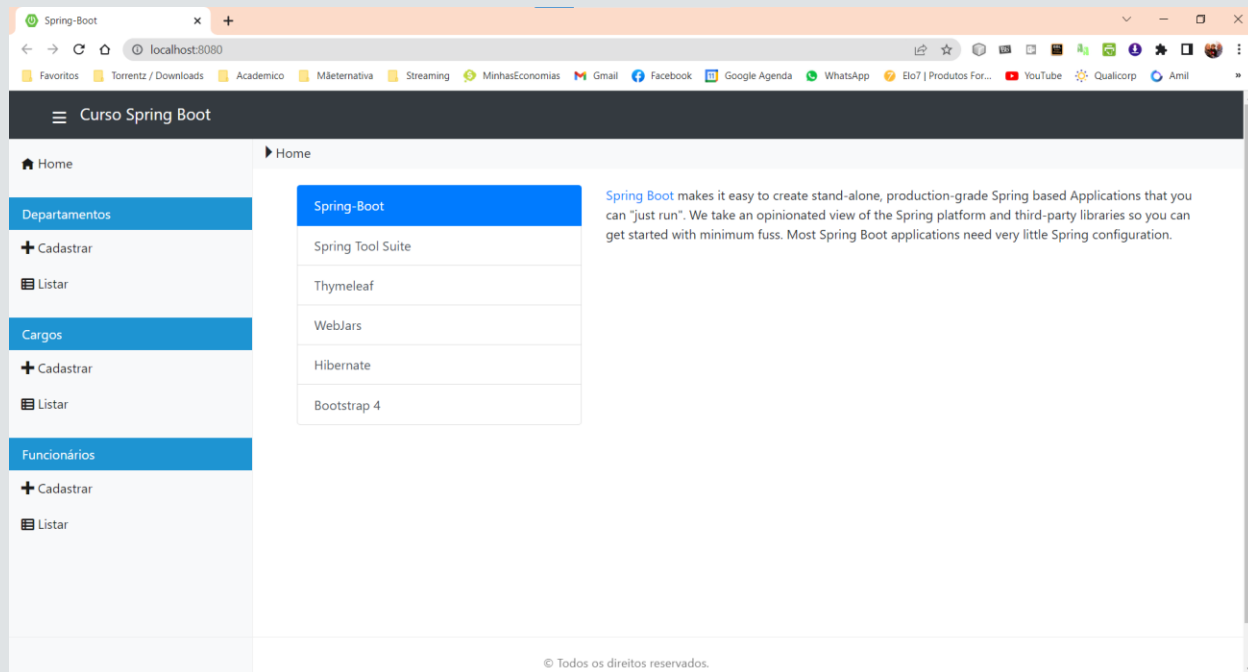 Spring-Boot
localhost:8080
Favoritos Torrentz / Downloads Academico Mãeternativa Streaming MinhasEconomias Gmail Facebook Google Agenda WhatsApp Elo7 | Produtos For... YouTube Qualicorp Amil »
Curso Spring Boot
Home
Departamentos
Cadastrar
Listar
Cargos
Cadastrar
Listar
Funcionários
Cadastrar
Listar
Home
Spring-Boot
Spring Tool Suite
Thymeleaf
WebJars
Hibernate
Bootstrap 4
Spring Boot makes it easy to create stand-alone, production-grade Spring based Applications that you
can "just run". We take an opinionated view of the Spring platform and third-party libraries so you can
get started with minimum fuss. Most Spring Boot applications need very little Spring configuration.
© Todos os direitos reservados.